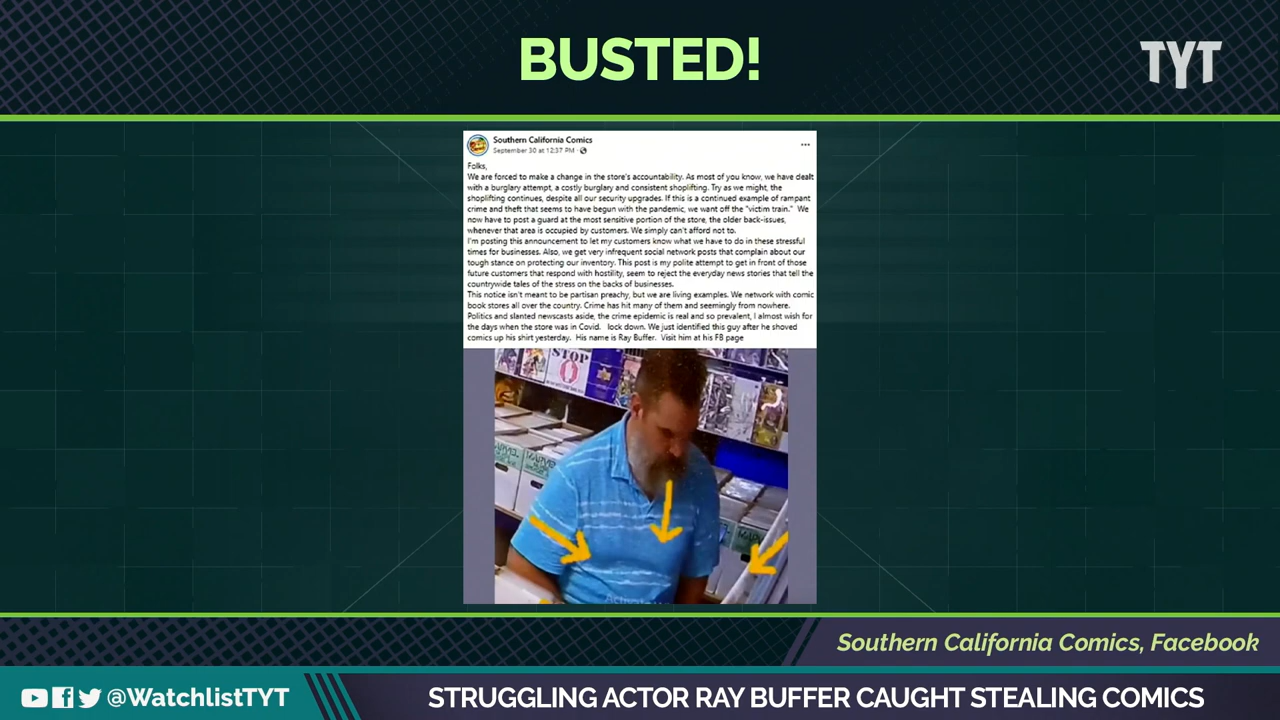 BUSTED!
TYT
Southern California Comics
September 30 at 12:37 PM ·
Folks,
We are forced to make a change in the store's accountability. As most of you know, we have dealt
with a burglary attempt, a costly burglary and consistent shoplifting. Try as we might, the
shoplifting continues, despite all our security upgrades. If this is a continued example of rampant
crime and theft that seems to have begun with the pandemic, we want off the "victim train." We
now have to post a guard at the most sensitive portion of the store, the older back-issues,
whenever that area is occupied by customers. We simply can't afford not to.
I'm posting this announcement to let my customers know what we have to do in these stressful
times for businesses. Also, we get very infrequent social network posts that complain about our
tough stance on protecting our inventory. This post is my polite attempt to get in front of those
future customers that respond with hostility, seem to reject the everyday news stories that tell the
countrywide tales of the stress on the backs of businesses.
This notice isn't meant to be partisan preachy, but we are living examples. We network with comic
book stores all over the country. Crime has hit many of them and seemingly from nowhere.
Politics and slanted newscasts aside, the crime epidemic is real and so prevalent, I almost wish for
the days when the store was in Covid. lock down. We just identified this guy after he shoved
comics up his shirt yesterday. His name is Ray Buffer. Visit him at his FB page
STOP
MARVEL
MARVEL
Southern California Comics, Facebook
@WatchlistTYT
STRUGGLING ACTOR RAY BUFFER CAUGHT STEALING COMICS